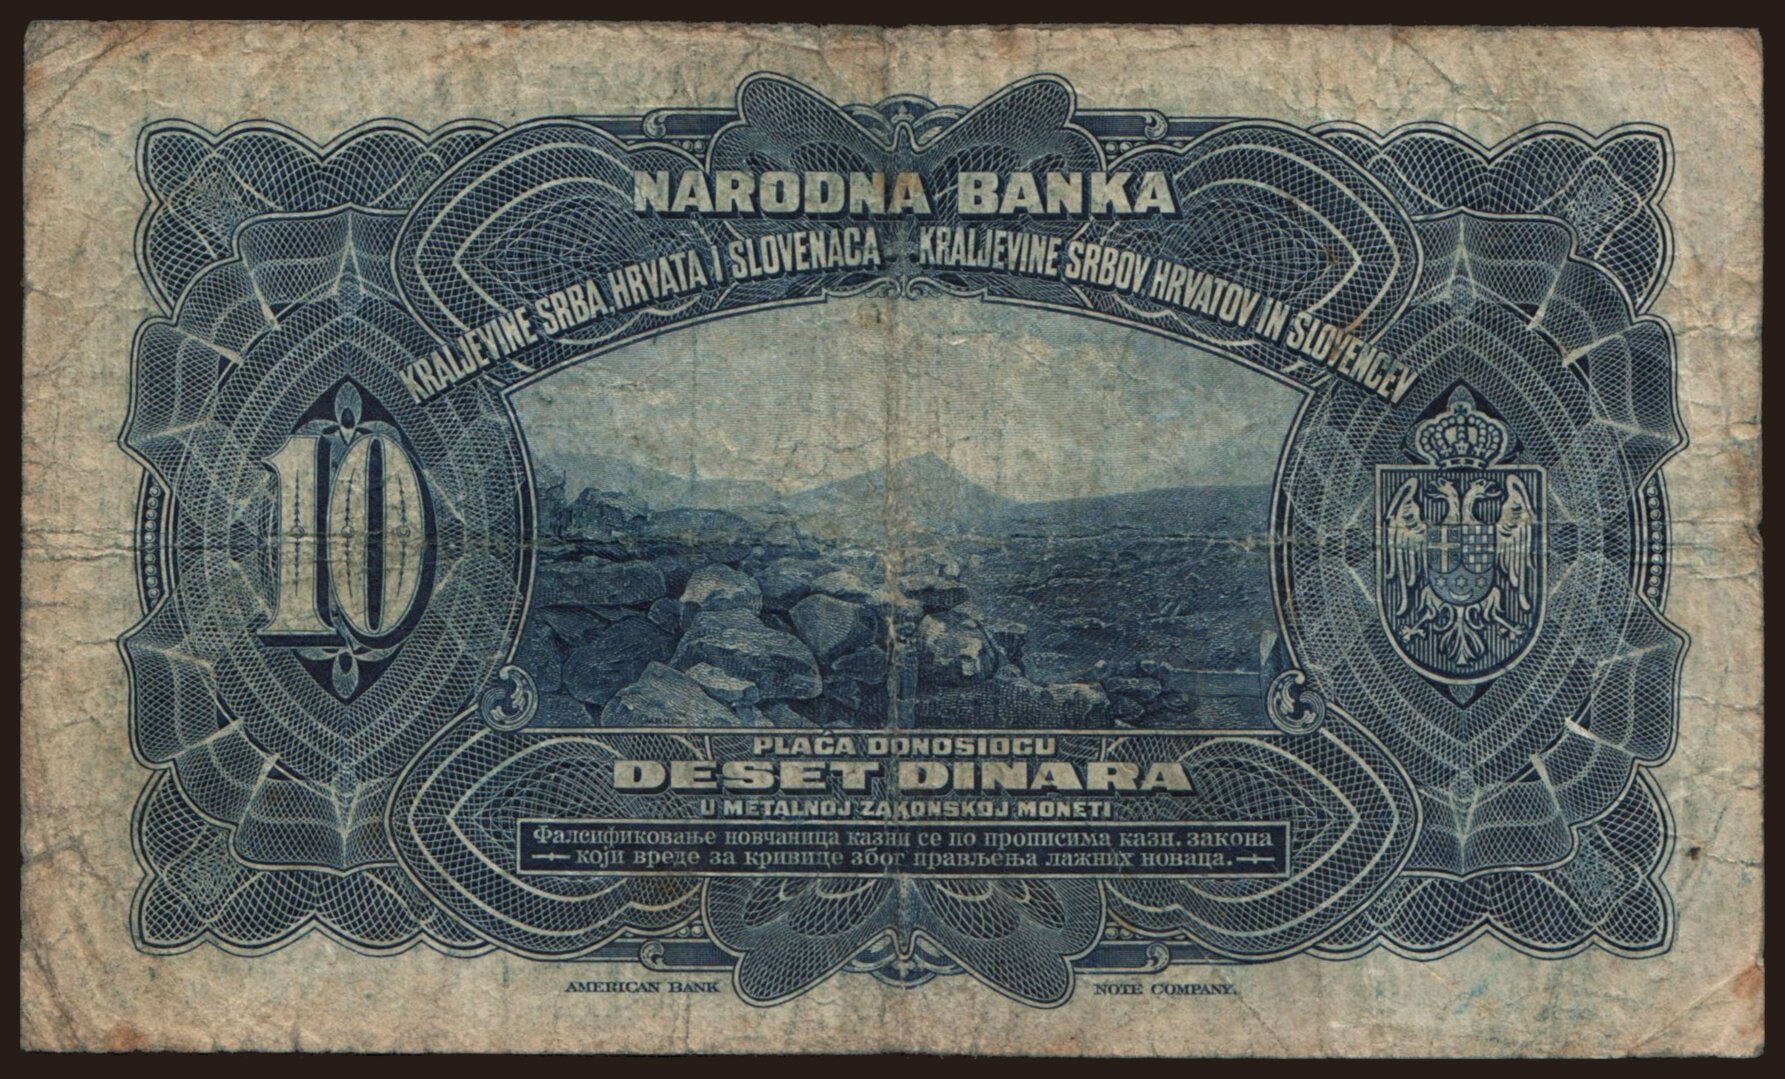 NARODNA BANKA
KRALJEVINE SRBA, HRVATA I SLOVENACA
KRALJEVINE SRBOV HRVATOV IN SLOVENCEV
10
PLAĆA DONOSIOCU
DESET DINARA
U METALNOJ ZAKONSKOJ MONETI
Фалсификовање новчаница казни се по прописима казн. закона
који вреде за кривице због прављења лажних новаца.
AMERICAN BANK NOTE COMPANY.